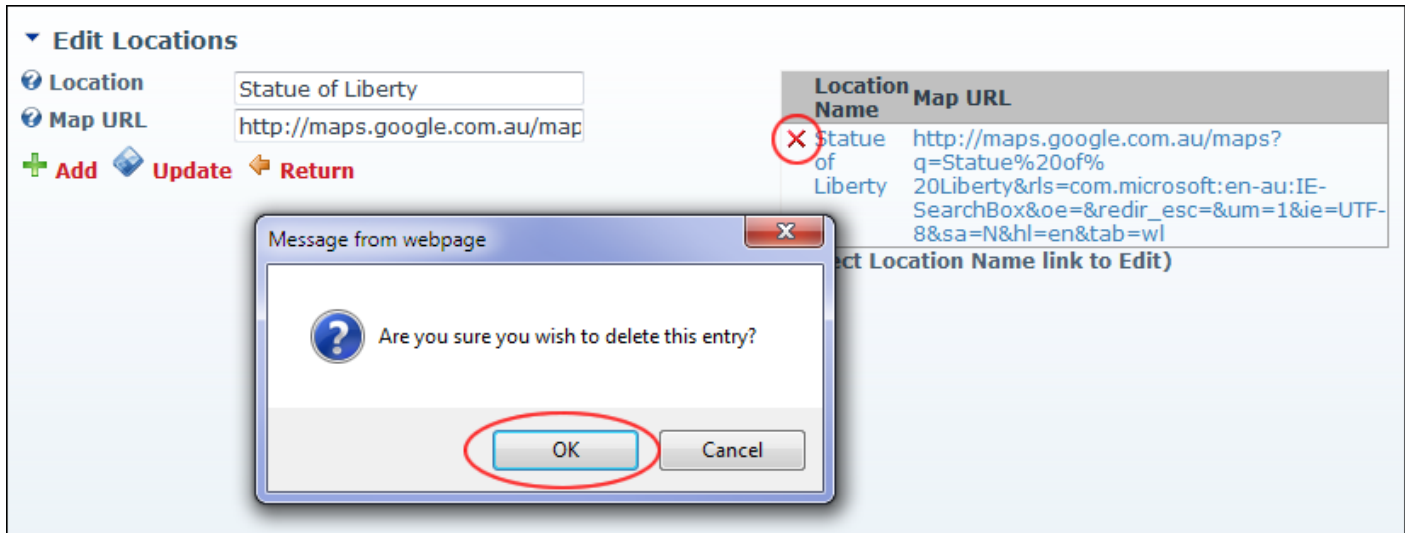 Edit Locations
Location
Statue of Liberty
Map URL
http://maps.google.com.au/map
Add Update Return
Location
Name
Map URL
Statue
of
Liberty
http://maps.google.com.au/maps?
q=Statue%20of%
20Liberty&rls=com.microsoft:en-au:IE-
SearchBox&oe=&redir_esc=&um=1&ie=UTF-
8&sa=N&hl=en&tab=wl
Location Name link to Edit)
Message from webpage
Are you sure you wish to delete this entry?
OK
Cancel